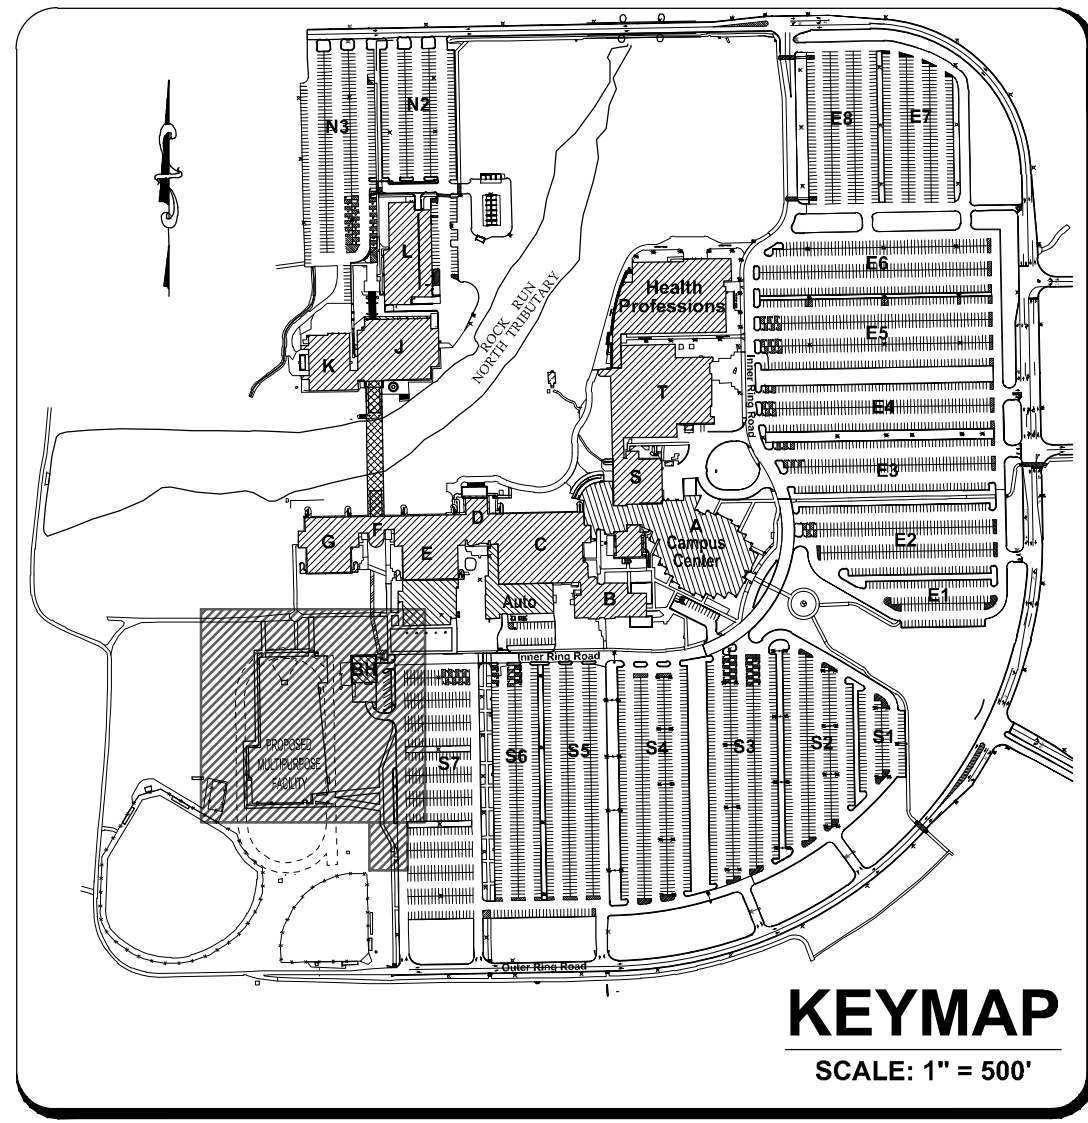 N3
N2
E8
E7
L
E6
Health
Professions
ROCK RUN
NORTH TRIBUTARY
E5
J
K
T
Inner Ring Road
E4
E3
S
D
F
G
E
C
A
Campus
Center
E2
Auto
B
E1
Inner Ring Road
BH
PROPOSED
MULTIPURPOSE
FACILITY
S7
S6
S5
S4
S3
S2
S1
Outer Ring Road
KEYMAP
SCALE: 1" = 500'